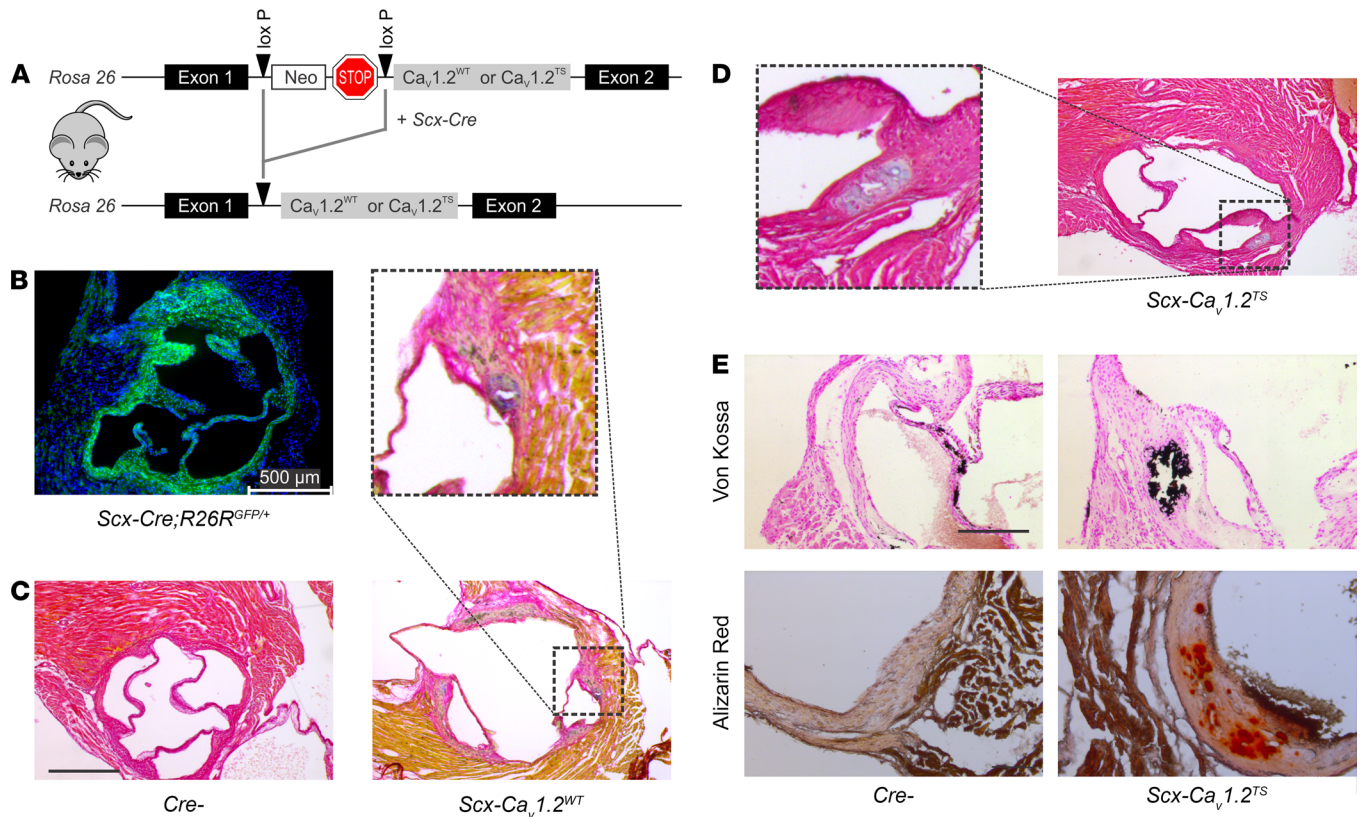 A
lox P
lox P
Rosa 26
Exon 1
Neo
STOP
Caᵥ1.2ᵂᵀ or Caᵥ1.2ᵀˢ
Exon 2
+ Scx-Cre
Rosa 26
Exon 1
Caᵥ1.2ᵂᵀ or Caᵥ1.2ᵀˢ
Exon 2
B
500 µm
Scx-Cre;R26Rᴳᶠᴾ/⁺
C
Cre-
Scx-Caᵥ1.2ᵂᵀ
D
Scx-Caᵥ1.2ᵀˢ
E
Von Kossa
Alizarin Red
Cre-
Scx-Caᵥ1.2ᵀˢ